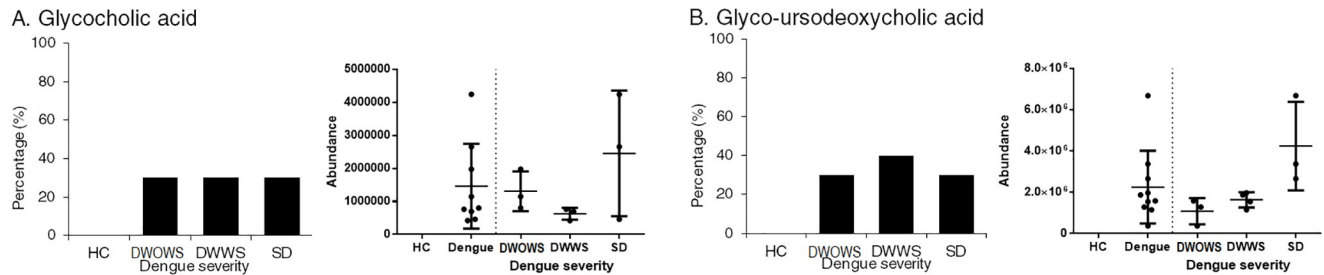 A. Glycocholic acid
Percentage (%)
100
80
60
40
20
0
HC DWOWS DWWS SD
Dengue severity
Abundance
5000000
4000000
3000000
2000000
1000000
0
HC Dengue DWOWS DWWS SD
Dengue severity
B. Glyco-ursodeoxycholic acid
Percentage (%)
100
80
60
40
20
0
HC DWOWS DWWS SD
Dengue severity
Abundance
8.0×10⁶
6.0×10⁶
4.0×10⁶
2.0×10⁶
0
HC Dengue DWOWS DWWS SD
Dengue severity